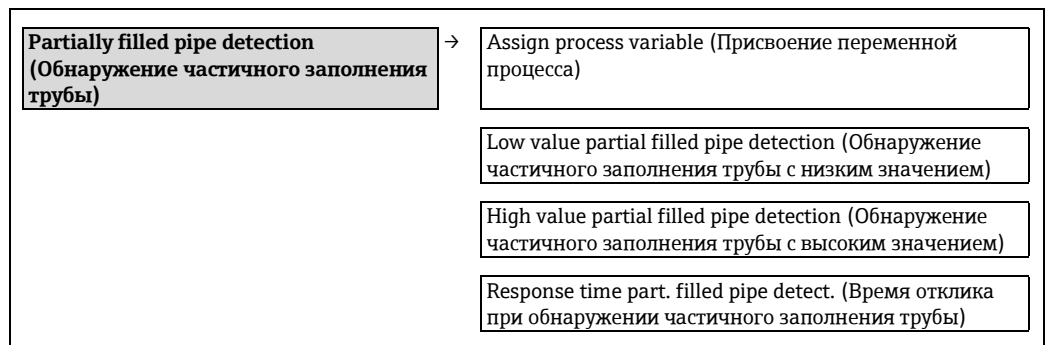 Partially filled pipe detection
(Обнаружение частичного заполнения
трубы)
→
Assign process variable (Присвоение переменной
процесса)
Low value partial filled pipe detection (Обнаружение
частичного заполнения трубы с низким значением)
High value partial filled pipe detection (Обнаружение
частичного заполнения трубы с высоким значением)
Response time part. filled pipe detect. (Время отклика
при обнаружении частичного заполнения трубы)